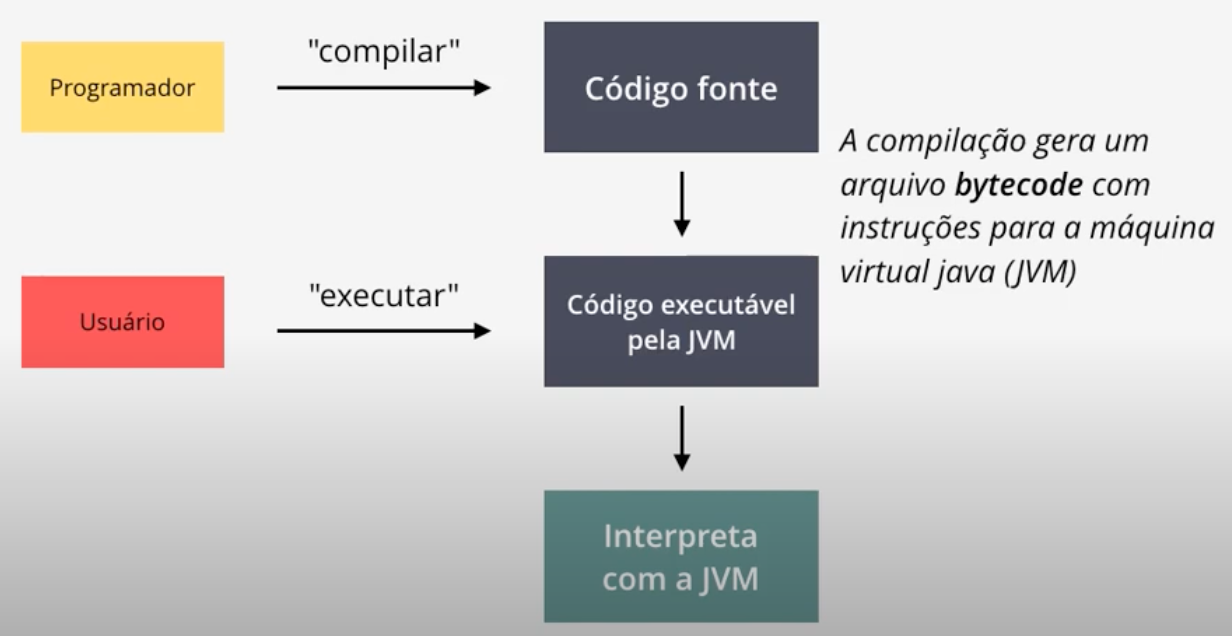 Programador
"compilar"
Código fonte
A compilação gera um
arquivo bytecode com
instruções para a máquina
virtual java (JVM)
Usuário
"executar"
Código executável
pela JVM
Interpreta
com a JVM